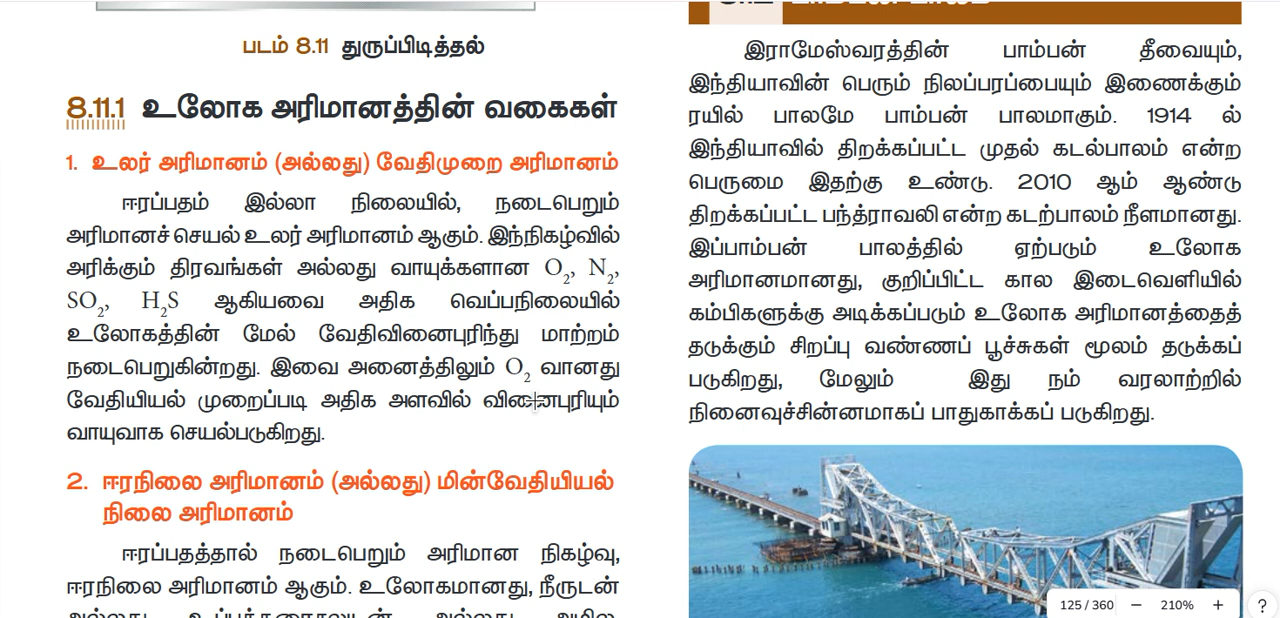 படம் 8.11 துருப்பிடித்தல்
8.11.1 உலோக அரிமானத்தின் வகைகள்
1. உலர் அரிமானம் (அல்லது) வேதிமுறை அரிமானம்
ஈரப்பதம் இல்லா நிலையில், நடைபெறும்
அரிமானச் செயல் உலர் அரிமானம் ஆகும். இந்நிகழ்வில்
அரிக்கும் திரவங்கள் அல்லது வாயுக்களான O₂, N₂,
SO₂, H₂S ஆகியவை அதிக வெப்பநிலையில்
உலோகத்தின் மேல் வேதிவினைபுரிந்து மாற்றம்
நடைபெறுகின்றது. இவை அனைத்திலும் O₂ வானது
வேதியியல் முறைப்படி அதிக அளவில் வினைபுரியும்
வாயுவாக செயல்படுகிறது.
2. ஈரநிலை அரிமானம் (அல்லது) மின்வேதியியல்
நிலை அரிமானம்
ஈரப்பதத்தால் நடைபெறும் அரிமான நிகழ்வு,
ஈரநிலை அரிமானம் ஆகும். உலோகமானது, நீருடன்
இராமேஸ்வரத்தின் பாம்பன் தீவையும்,
இந்தியாவின் பெரும் நிலப்பரப்பையும் இணைக்கும்
ரயில் பாலமே பாம்பன் பாலமாகும். 1914 ல்
இந்தியாவில் திறக்கப்பட்ட முதல் கடல்பாலம் என்ற
பெருமை இதற்கு உண்டு. 2010 ஆம் ஆண்டு
திறக்கப்பட்ட பந்த்ராவலி என்ற கடற்பாலம் நீளமானது.
இப்பாம்பன் பாலத்தில் ஏற்படும் உலோக
அரிமானமானது, குறிப்பிட்ட கால இடைவெளியில்
கம்பிகளுக்கு அடிக்கப்படும் உலோக அரிமானத்தைத்
தடுக்கும் சிறப்பு வண்ணப் பூச்சுகள் மூலம் தடுக்கப்
படுகிறது, மேலும் இது நம் வரலாற்றில்
நினைவுச்சின்னமாகப் பாதுகாக்கப் படுகிறது.
125 / 360 − 210% + ?